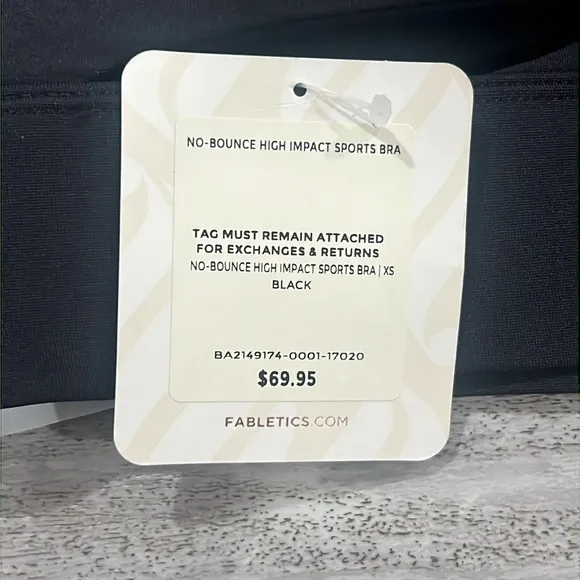 NO-BOUNCE HIGH IMPACT SPORTS BRA
TAG MUST REMAIN ATTACHED
FOR EXCHANGES & RETURNS
NO-BOUNCE HIGH IMPACT SPORTS BRA | XS
BLACK
BA2149174-0001-17020
$69.95
FABLETICS.COM